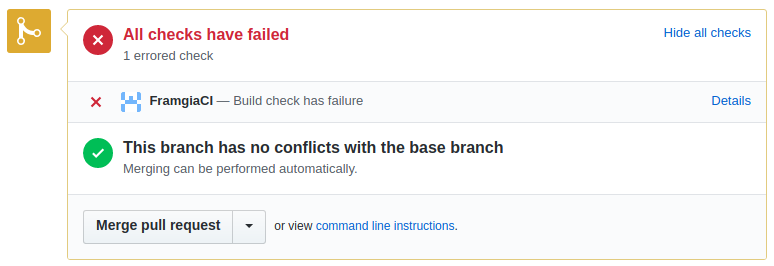 All checks have failed
Hide all checks
1 errored check
FramgiaCI — Build check has failure
Details
This branch has no conflicts with the base branch
Merging can be performed automatically.
Merge pull request
or view command line instructions.